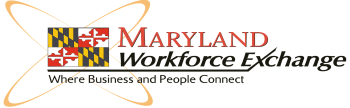 MARYLAND
Workforce Exchange
Where Business and People Connect